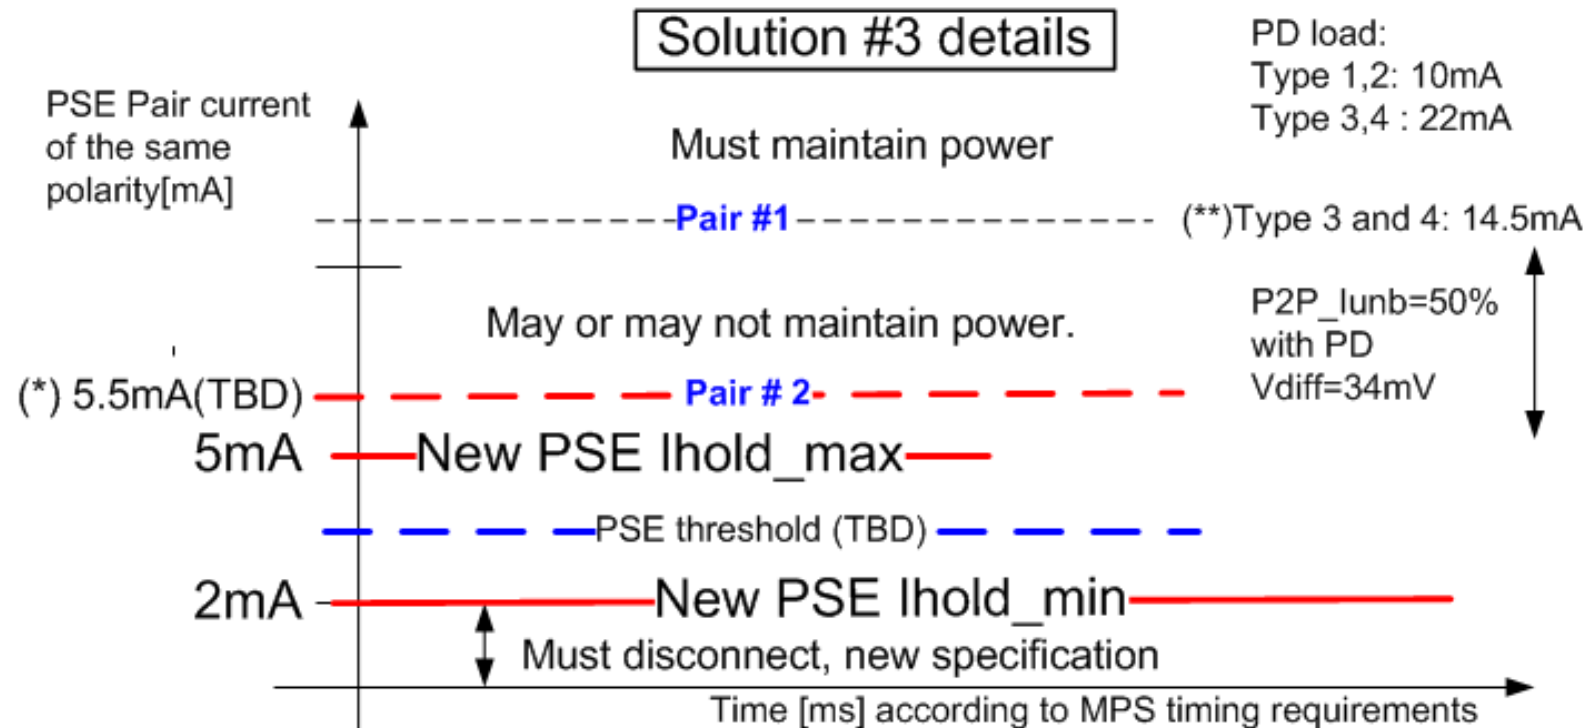 Solution #3 details
PD load:
Type 1,2: 10mA
Type 3,4 : 22mA
PSE Pair current
of the same
polarity[mA]
Must maintain power
Pair #1
(**)Type 3 and 4: 14.5mA
May or may not maintain power.
P2P_Iunb=50%
with PD
Vdiff=34mV
(*) 5.5mA(TBD)
Pair # 2
5mA
New PSE Ihold_max
PSE threshold (TBD)
2mA
New PSE Ihold_min
Must disconnect, new specification
Time [ms] according to MPS timing requirements